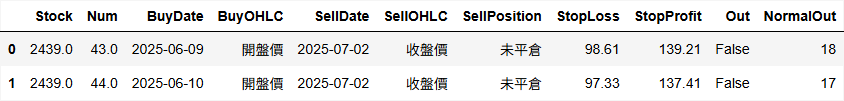 Stock Num BuyDate BuyOHLC SellDate SellOHLC SellPosition StopLoss StopProfit Out NormalOut
0 2439.0 43.0 2025-06-09 開盤價 2025-07-02 收盤價 未平倉 98.61 139.21 False 18
1 2439.0 44.0 2025-06-10 開盤價 2025-07-02 收盤價 未平倉 97.33 137.41 False 17